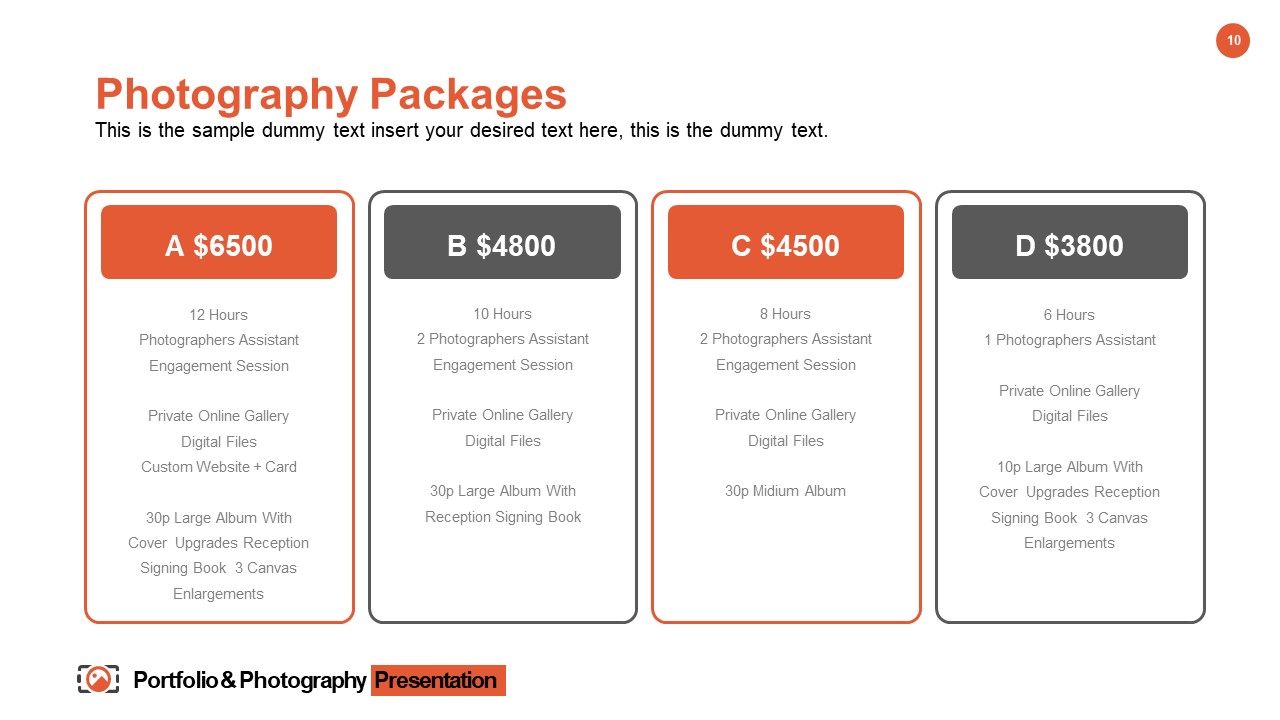 10
Photography Packages
This is the sample dummy text insert your desired text here, this is the dummy text.
A $6500
12 Hours
Photographers Assistant
Engagement Session
Private Online Gallery
Digital Files
Custom Website + Card
30p Large Album With
Cover Upgrades Reception
Signing Book 3 Canvas
Enlargements
B $4800
10 Hours
2 Photographers Assistant
Engagement Session
Private Online Gallery
Digital Files
30p Large Album With
Reception Signing Book
C $4500
8 Hours
2 Photographers Assistant
Engagement Session
Private Online Gallery
Digital Files
30p Midium Album
D $3800
6 Hours
1 Photographers Assistant
Private Online Gallery
Digital Files
10p Large Album With
Cover Upgrades Reception
Signing Book 3 Canvas
Enlargements
Portfolio & Photography Presentation